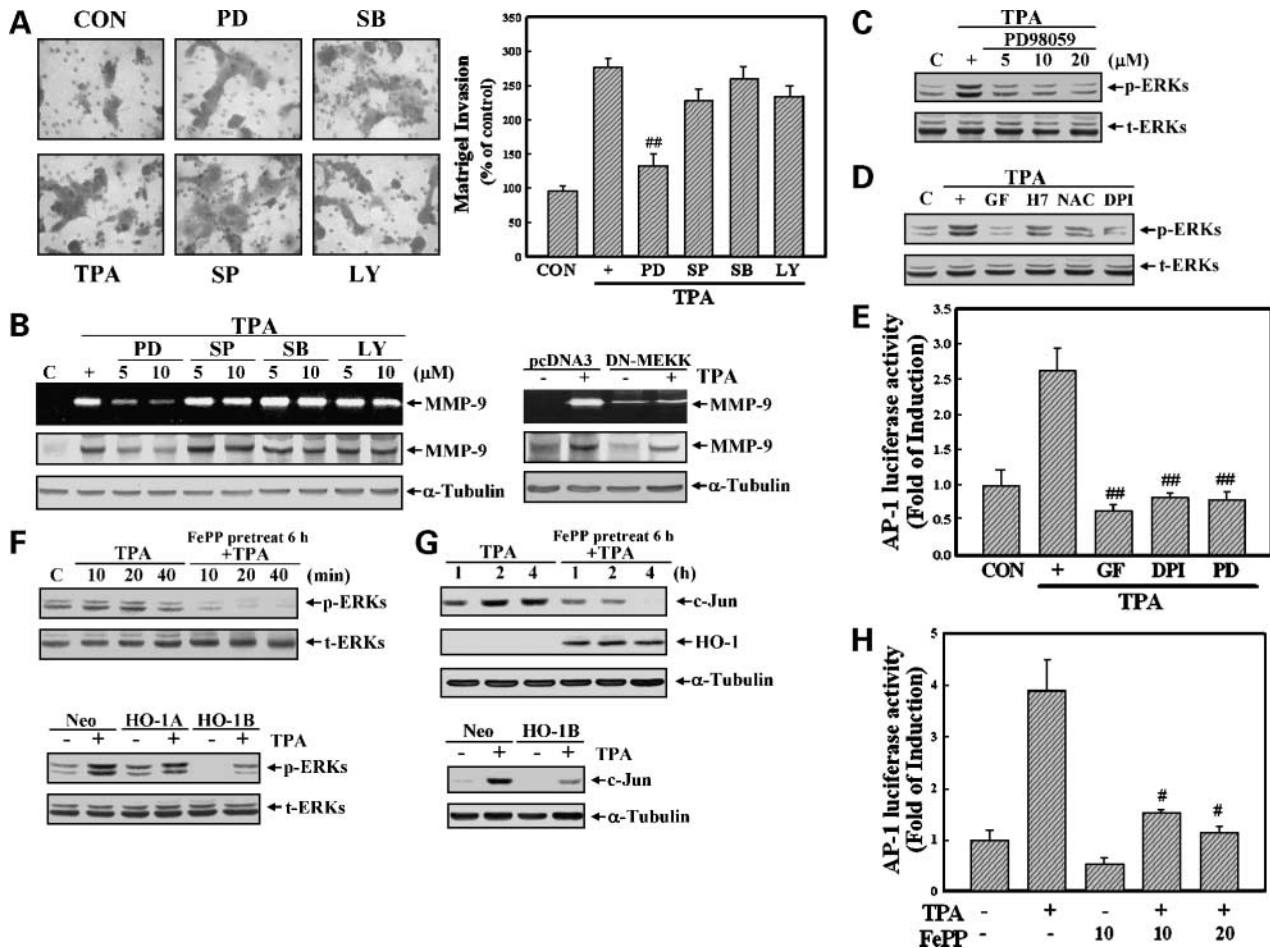 A
CON PD SB
TPA SP LY
Matrigel Invasion
(% of control)
350
300
250
200
150
100
50
0
##
CON + PD SP SB LY
TPA
B
TPA
PD SP SB LY
C + 5 10 5 10 5 10 5 10 (μM)
MMP-9
MMP-9
α-Tubulin
pcDNA3 DN-MEKK
- + - + TPA
MMP-9
MMP-9
α-Tubulin
C
TPA
PD98059
C + 5 10 20 (μM)
p-ERKs
t-ERKs
D
TPA
C + GF H7 NAC DPI
p-ERKs
t-ERKs
E
AP-1 luciferase activity
(Fold of Induction)
3.5
3.0
2.5
2.0
1.5
1.0
0.5
0.0
## ## ##
CON + GF DPI PD
TPA
F
FePP pretreat 6 h
TPA +TPA
C 10 20 40 10 20 40 (min)
p-ERKs
t-ERKs
Neo HO-1A HO-1B
- + - + - + TPA
p-ERKs
t-ERKs
G
FePP pretreat 6 h
TPA +TPA
1 2 4 1 2 4 (h)
c-Jun
HO-1
α-Tubulin
Neo HO-1B
- + - + TPA
c-Jun
α-Tubulin
H
AP-1 luciferase activity
(Fold of Induction)
5
4
3
2
1
0
# #
TPA - + - + +
FePP - - 10 10 20